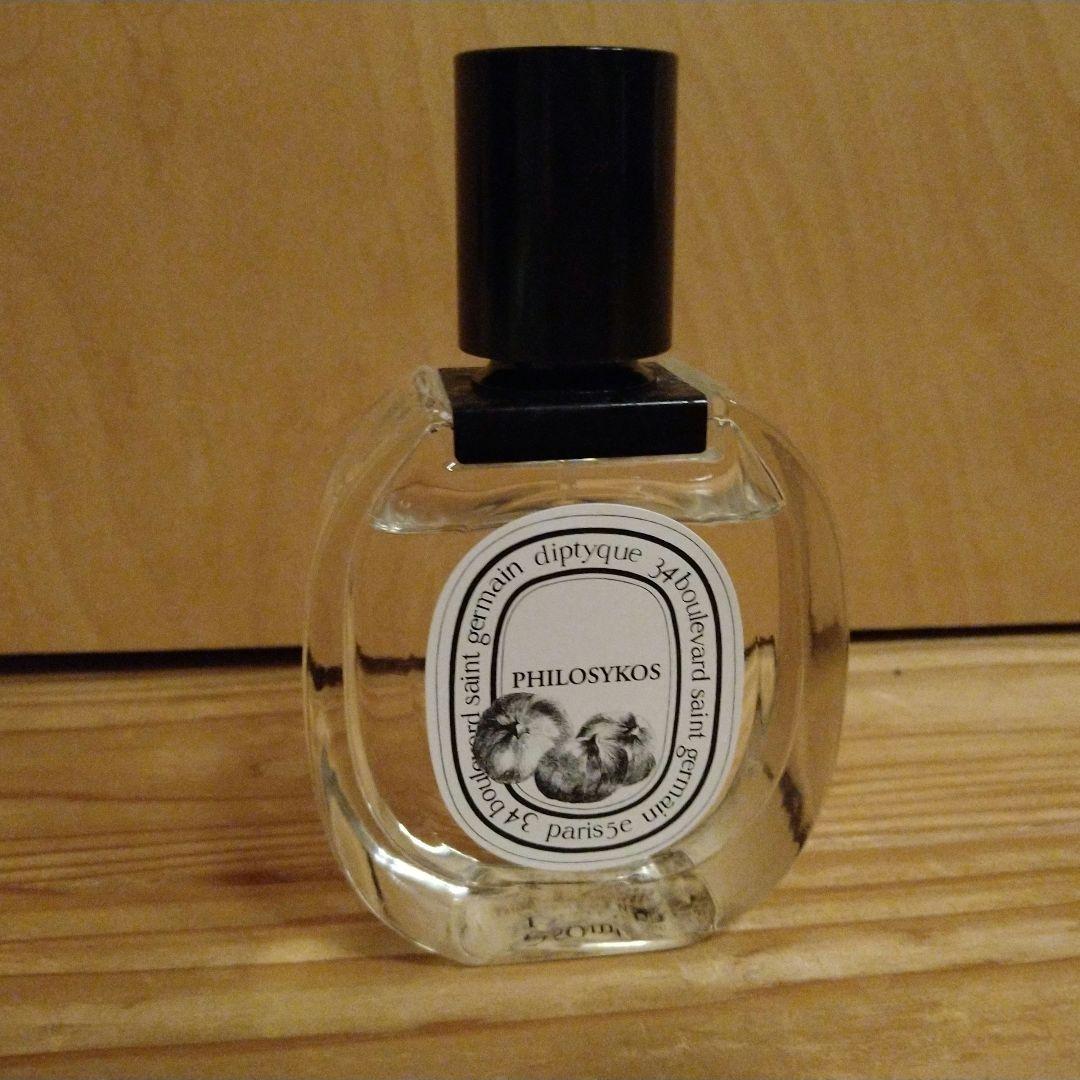 diptyque 34 boulevard saint germain paris 5e 34 boulevard saint germain
PHILOSYKOS